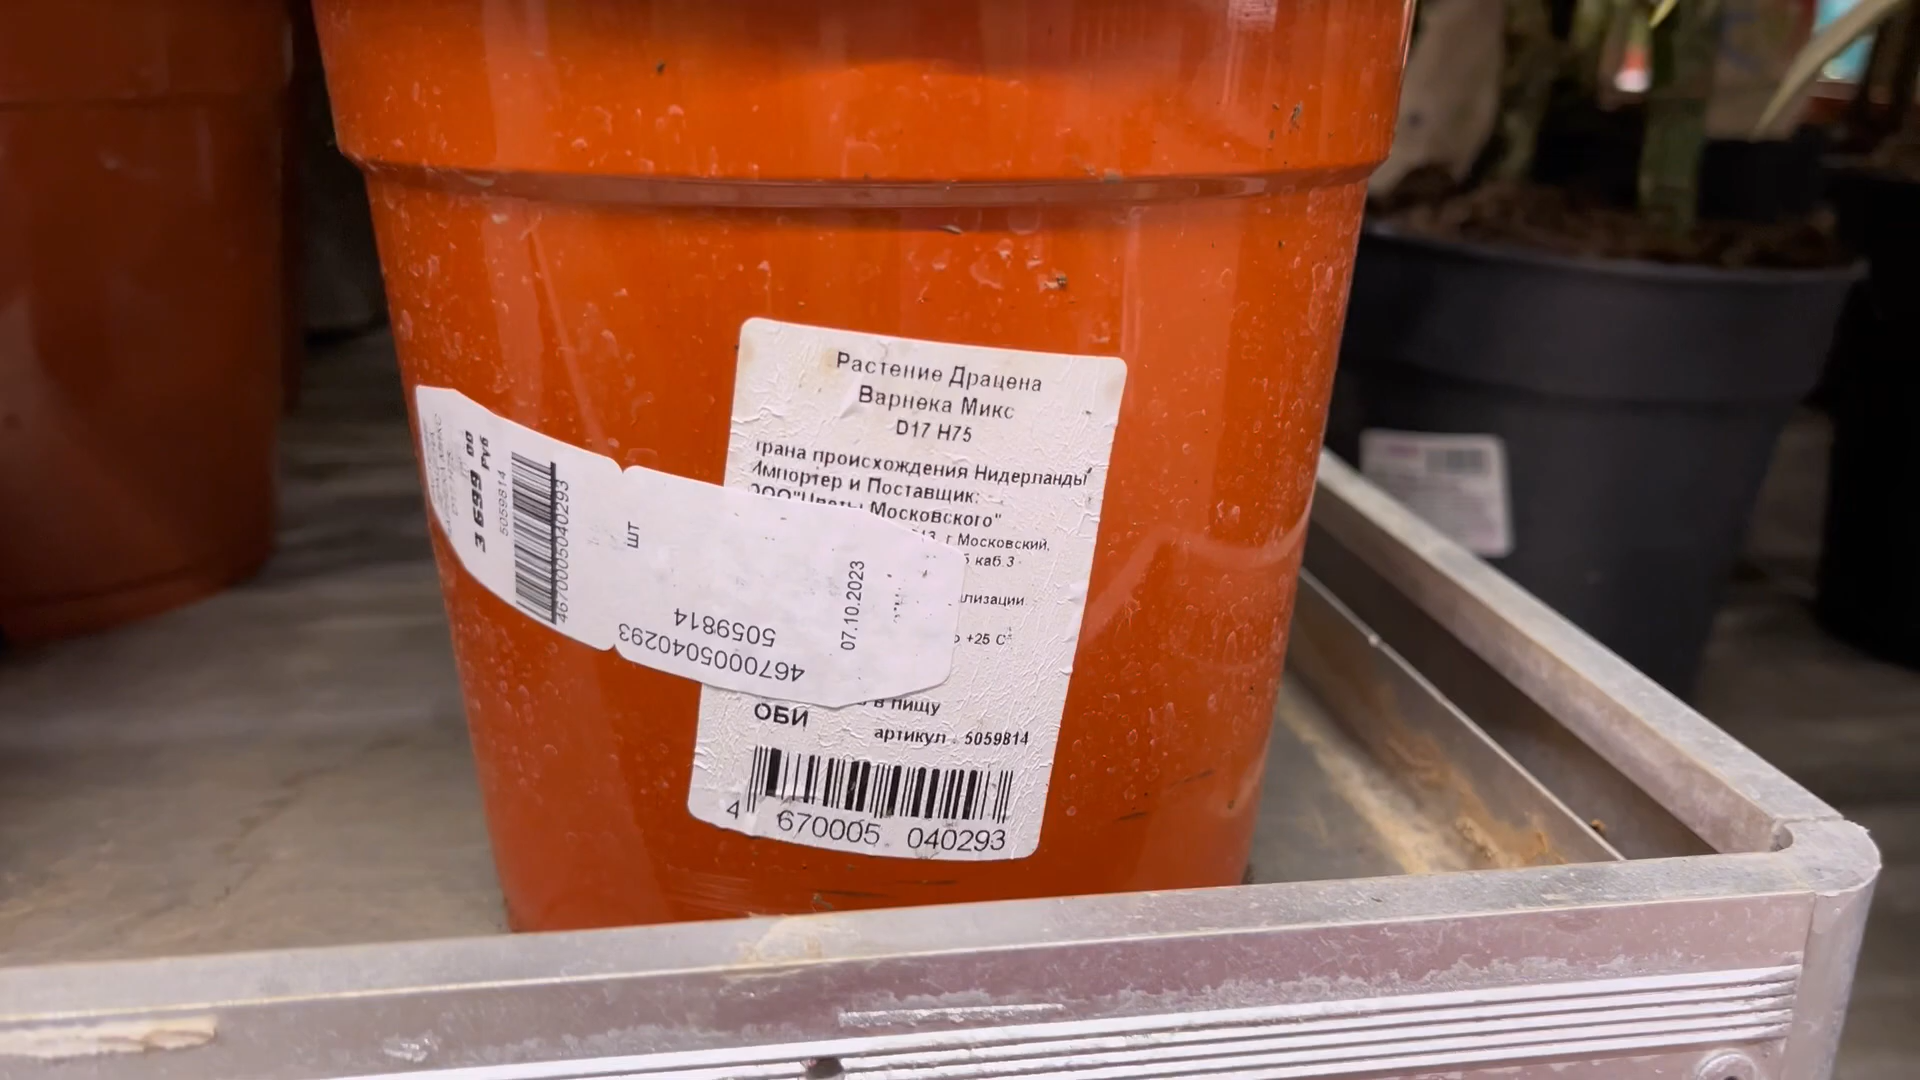 Растение Драцена
Варнека Микс
D17 H75
трана происхождения Нидерланды
Импортер и Поставщик:
ООО"Цветы Московского"
г Московский,
каб.3
+25 С
в пищу
ОБИ
артикул : 5059814
4 670005 040293
3 699 00
Руб
5059814
4670005040293
шт
07.10.2023
5059814
4670005040293